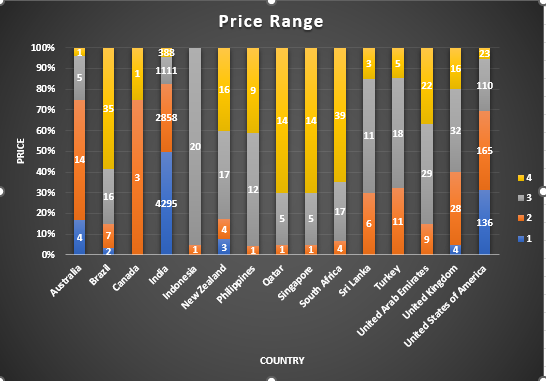 Price Range
100%
90%
80%
70%
60%
50%
40%
30%
20%
10%
0%
PRICE
1 5 14 4
35 16 7 2
1 3
383 1111 2858 4295
20 1
16 17 4 3
9 12 1
14 5 1
14 5 1
39 17 4
3 11 6
5 18 11
22 29 9
16 32 28 4
23 110 165 136
4
3
2
1
Australia
Brazil
Canada
India
Indonesia
New Zealand
Philippines
Qatar
Singapore
South Africa
Sri Lanka
Turkey
United Arab Emirates
United Kingdom
United States of America
COUNTRY